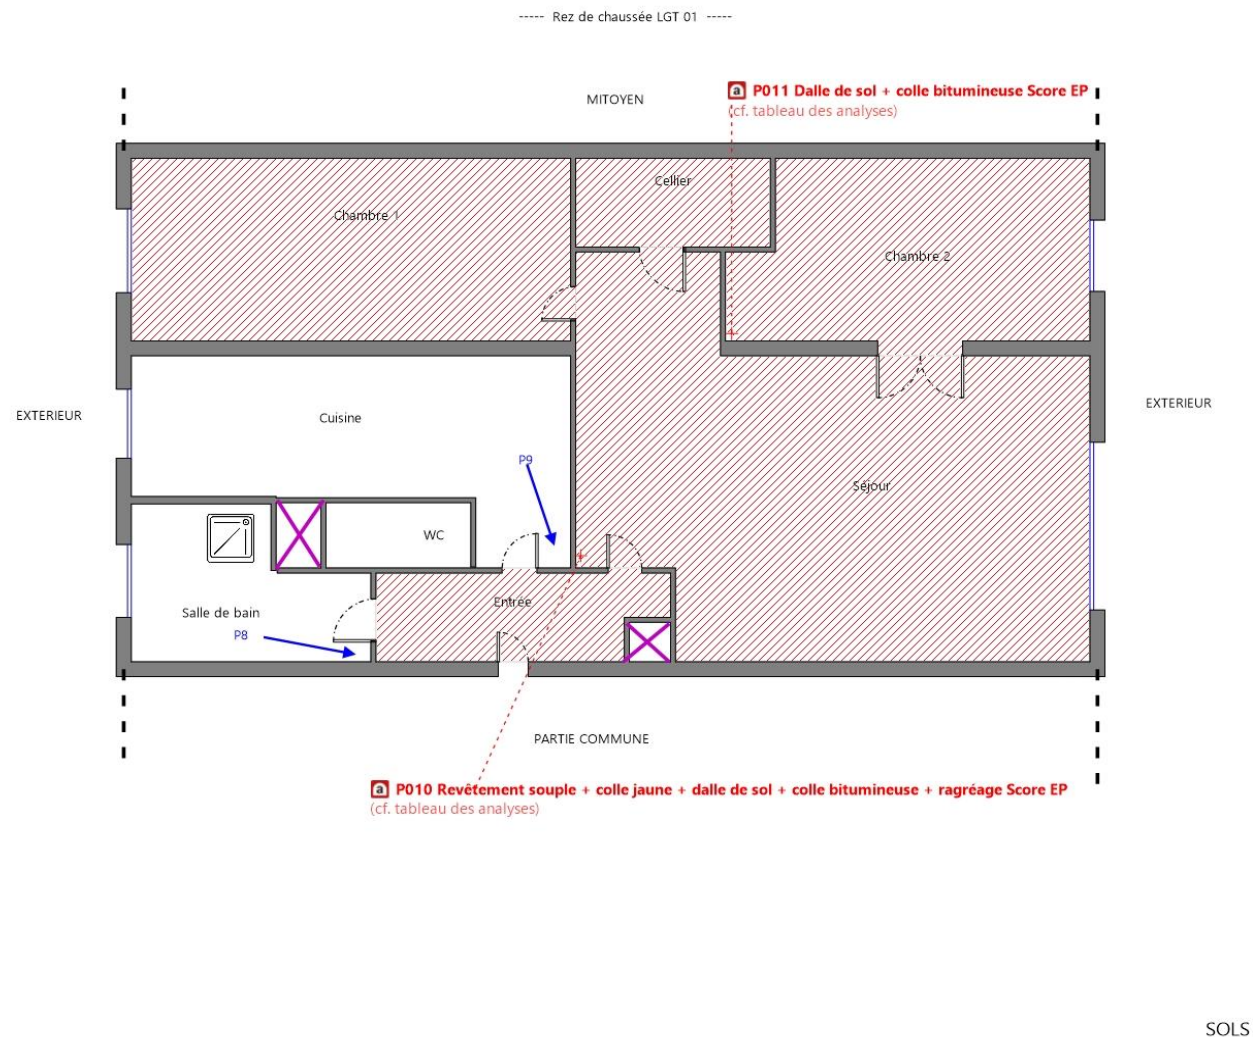 ----- Rez de chaussée LGT 01 -----
MITOYEN
a P011 Dalle de sol + colle bitumineuse Score EP
(cf. tableau des analyses)
Cellier
Chambre 1
Chambre 2
EXTERIEUR
EXTERIEUR
Cuisine
P9
Séjour
WC
Entrée
Salle de bain
P8
PARTIE COMMUNE
a P010 Revêtement souple + colle jaune + dalle de sol + colle bitumineuse + ragréage Score EP
(cf. tableau des analyses)
SOLS